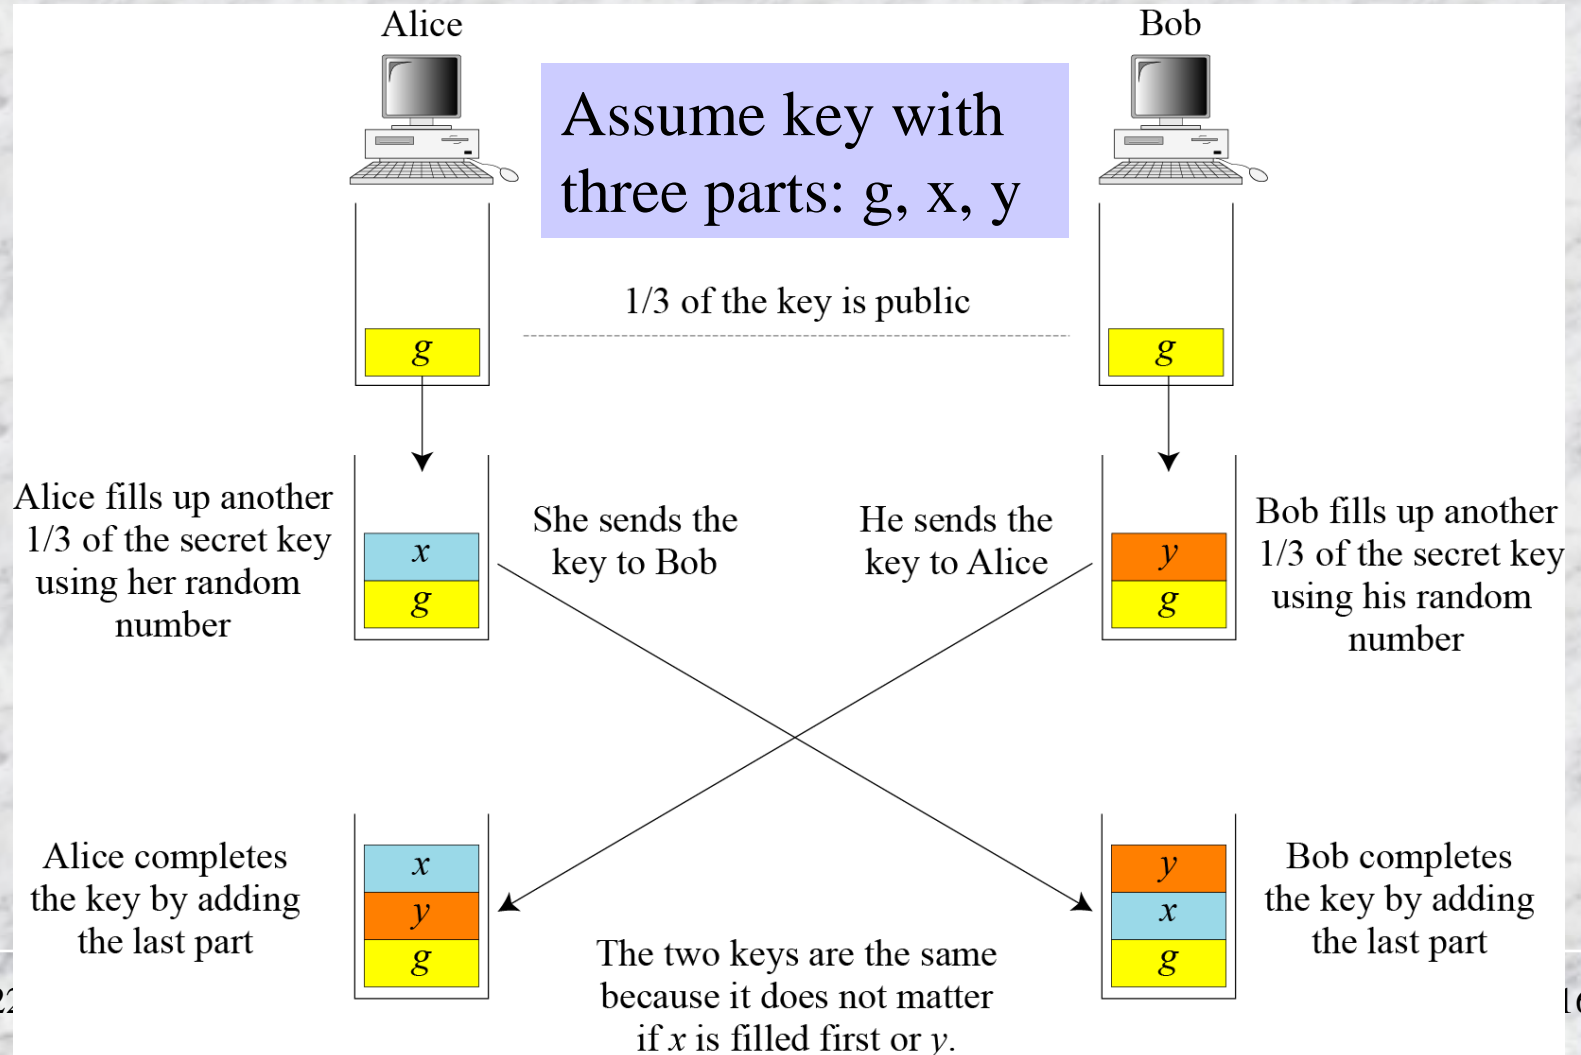 Alice
Bob
Assume key with
three parts: g, x, y
1/3 of the key is public
g
g
Alice fills up another
1/3 of the secret key
using her random
number
x
g
She sends the
key to Bob
He sends the
key to Alice
y
g
Bob fills up another
1/3 of the secret key
using his random
number
Alice completes
the key by adding
the last part
x
y
g
The two keys are the same
because it does not matter
if x is filled first or y.
y
x
g
Bob completes
the key by adding
the last part